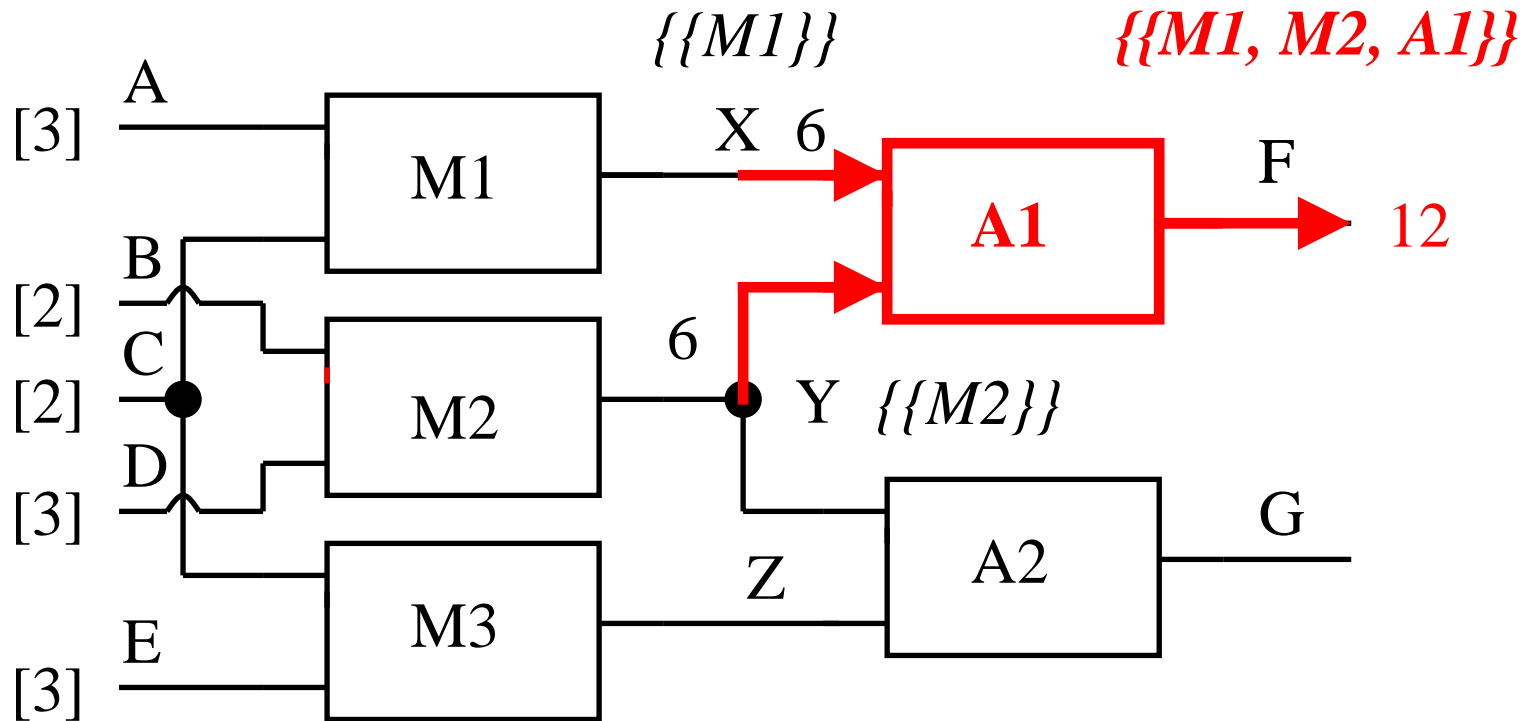 {{M1}}
{{M1, M2, A1}}
A
[3]
X 6
F
M1
A1
12
B
[2]
C
6
[2]
M2
Y {{M2}}
D
[3]
G
Z
A2
M3
E
[3]